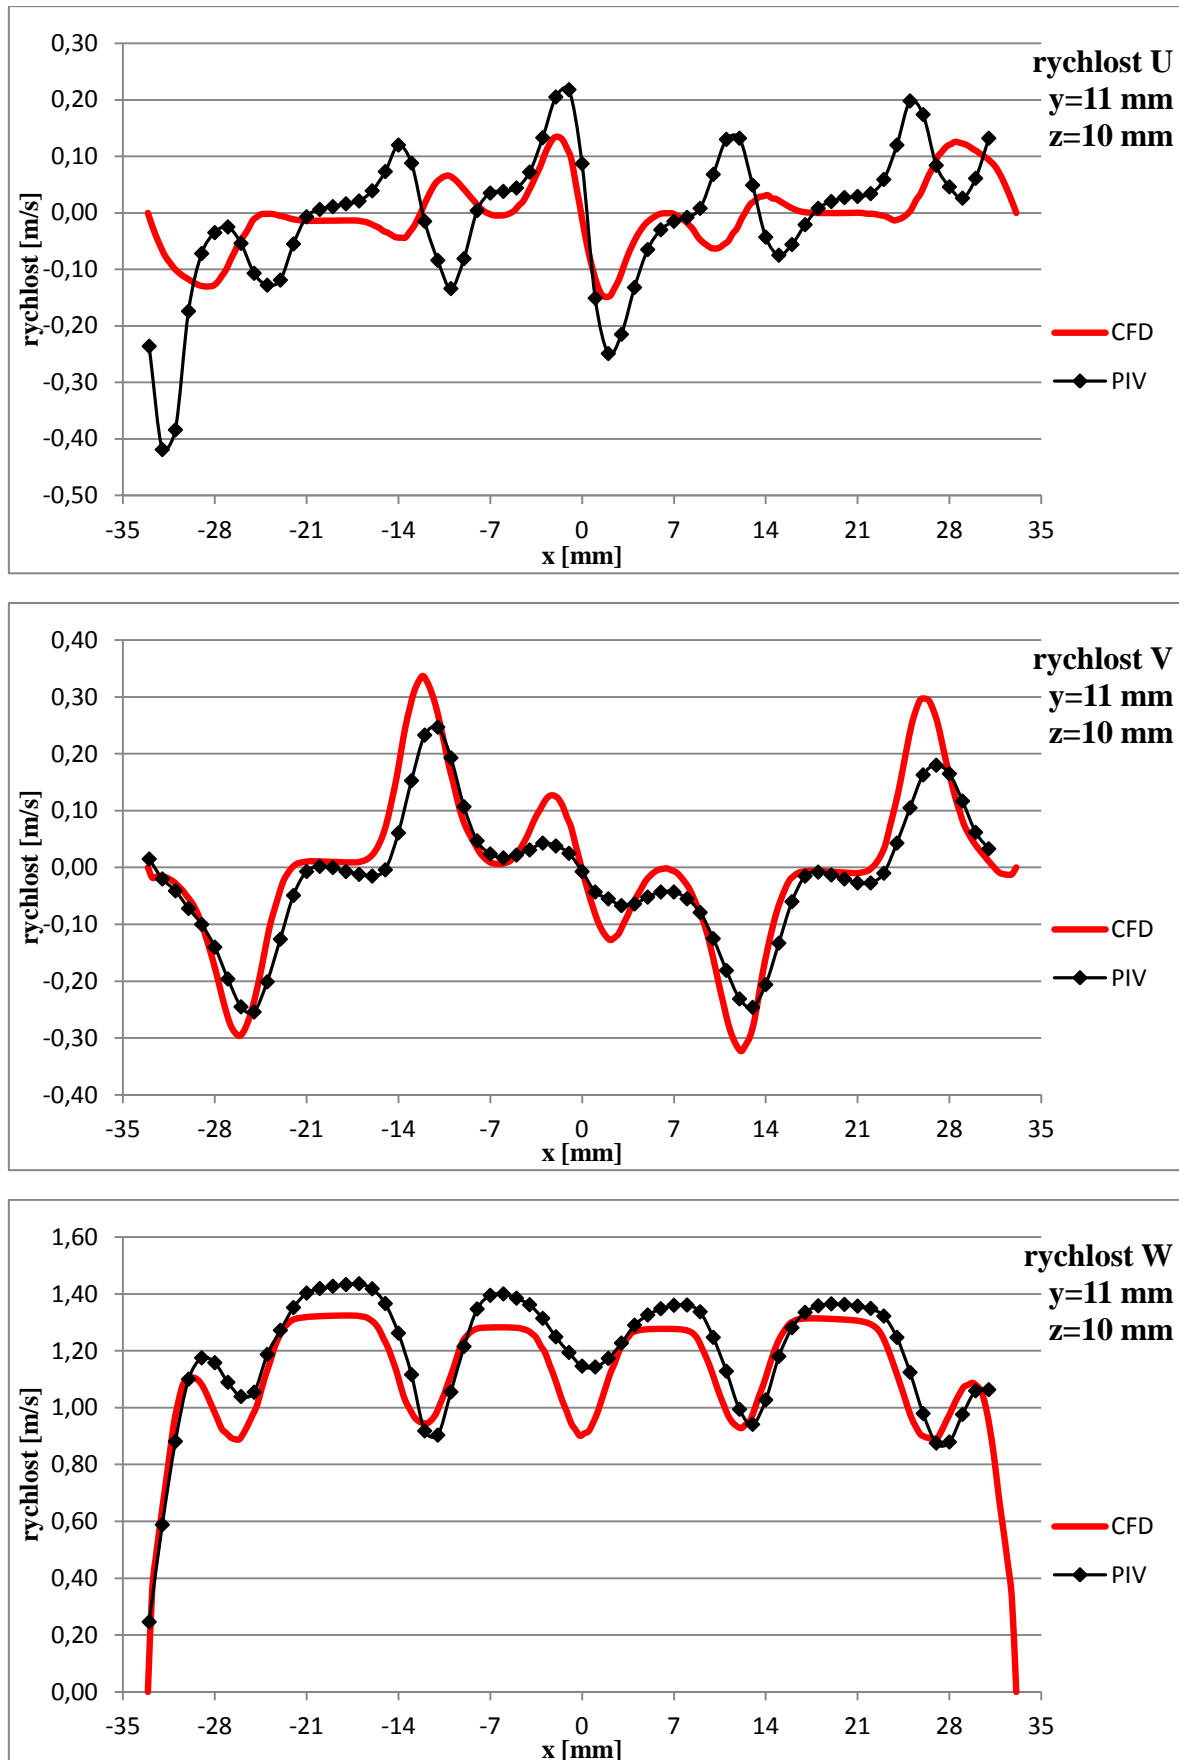 0,30
0,20
0,10
0,00
-0,10
-0,20
-0,30
-0,40
-0,50
rychlost [m/s]
-35 -28 -21 -14 -7 0 7 14 21 28 35
x [mm]
rychlost U
y=11 mm
z=10 mm
CFD
PIV
0,40
0,30
0,20
0,10
0,00
-0,10
-0,20
-0,30
-0,40
rychlost [m/s]
-35 -28 -21 -14 -7 0 7 14 21 28 35
x [mm]
rychlost V
y=11 mm
z=10 mm
CFD
PIV
1,60
1,40
1,20
1,00
0,80
0,60
0,40
0,20
0,00
rychlost [m/s]
-35 -28 -21 -14 -7 0 7 14 21 28 35
x [mm]
rychlost W
y=11 mm
z=10 mm
CFD
PIV